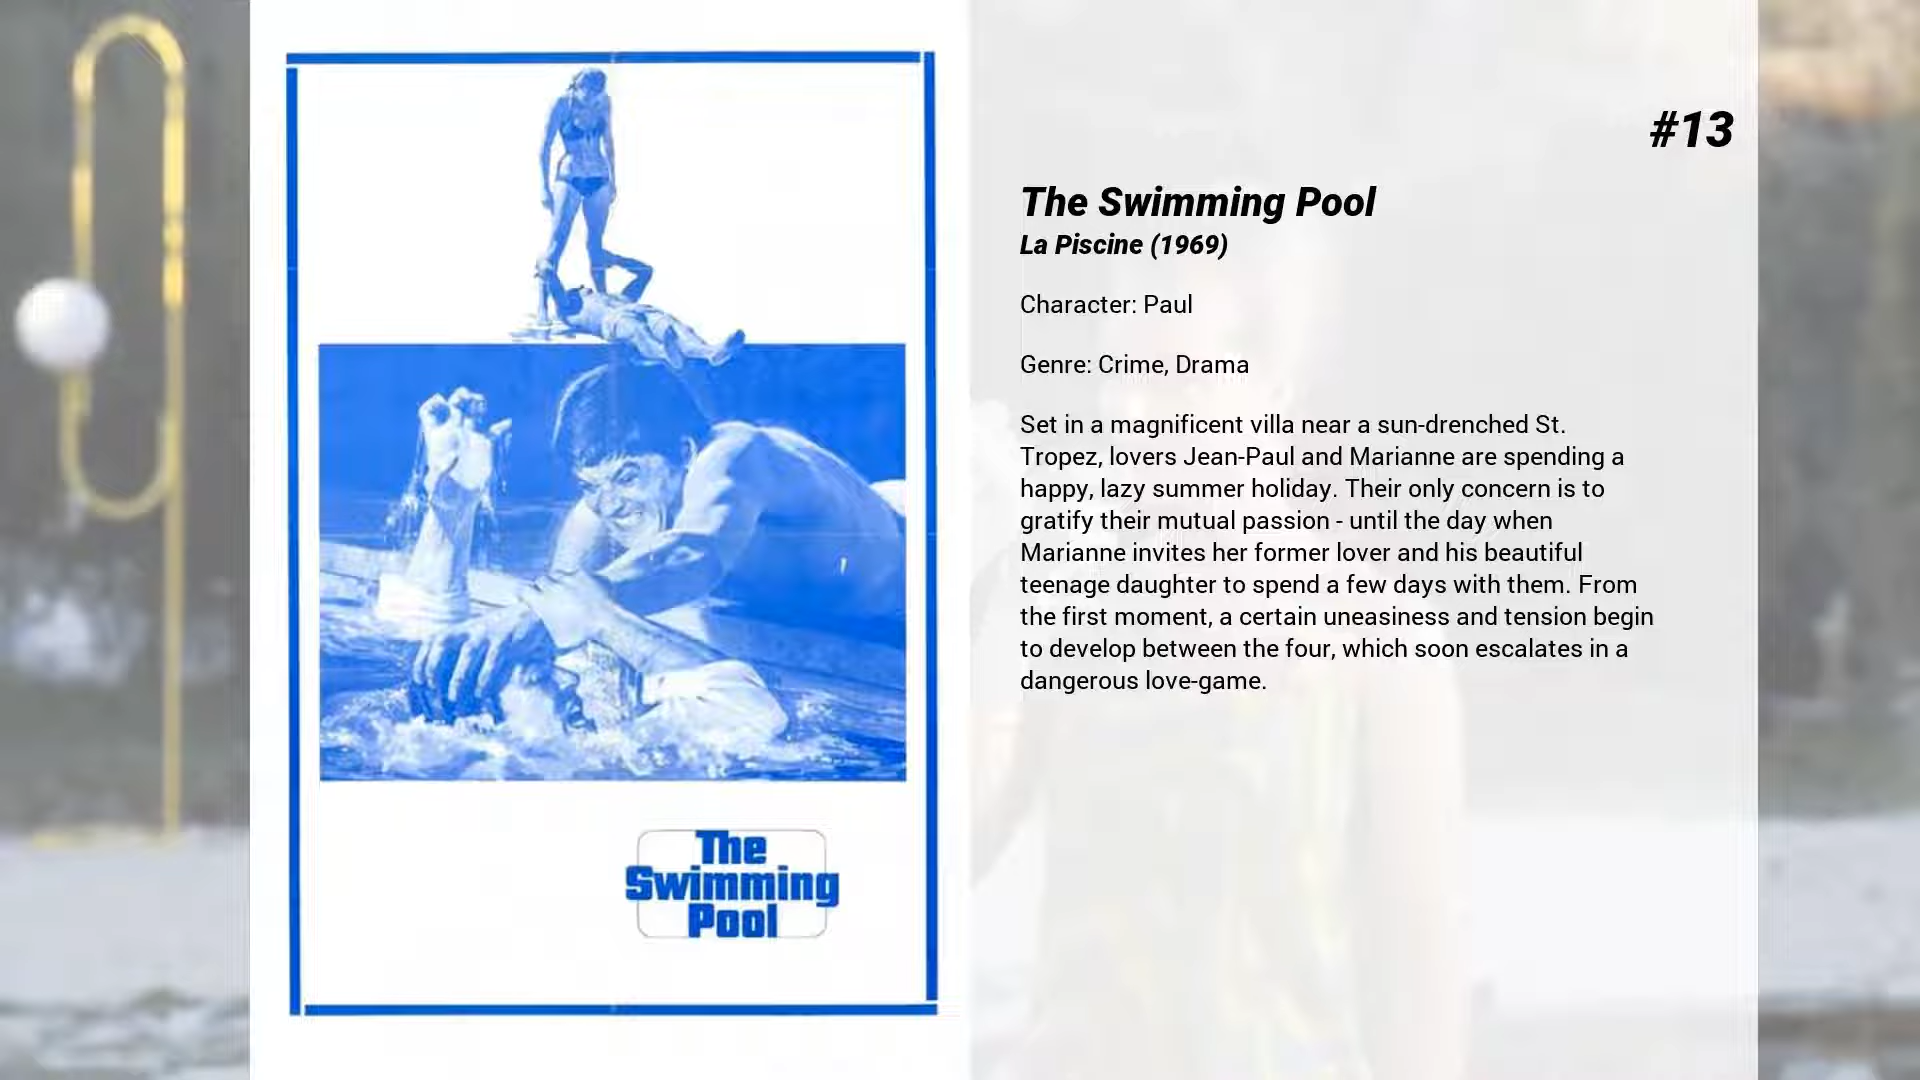 #13
The Swimming Pool
La Piscine (1969)
Character: Paul
Genre: Crime, Drama
Set in a magnificent villa near a sun-drenched St.
Tropez, lovers Jean-Paul and Marianne are spending a
happy, lazy summer holiday. Their only concern is to
gratify their mutual passion - until the day when
Marianne invites her former lover and his beautiful
teenage daughter to spend a few days with them. From
the first moment, a certain uneasiness and tension begin
to develop between the four, which soon escalates in a
dangerous love-game.
The
Swimming
Pool